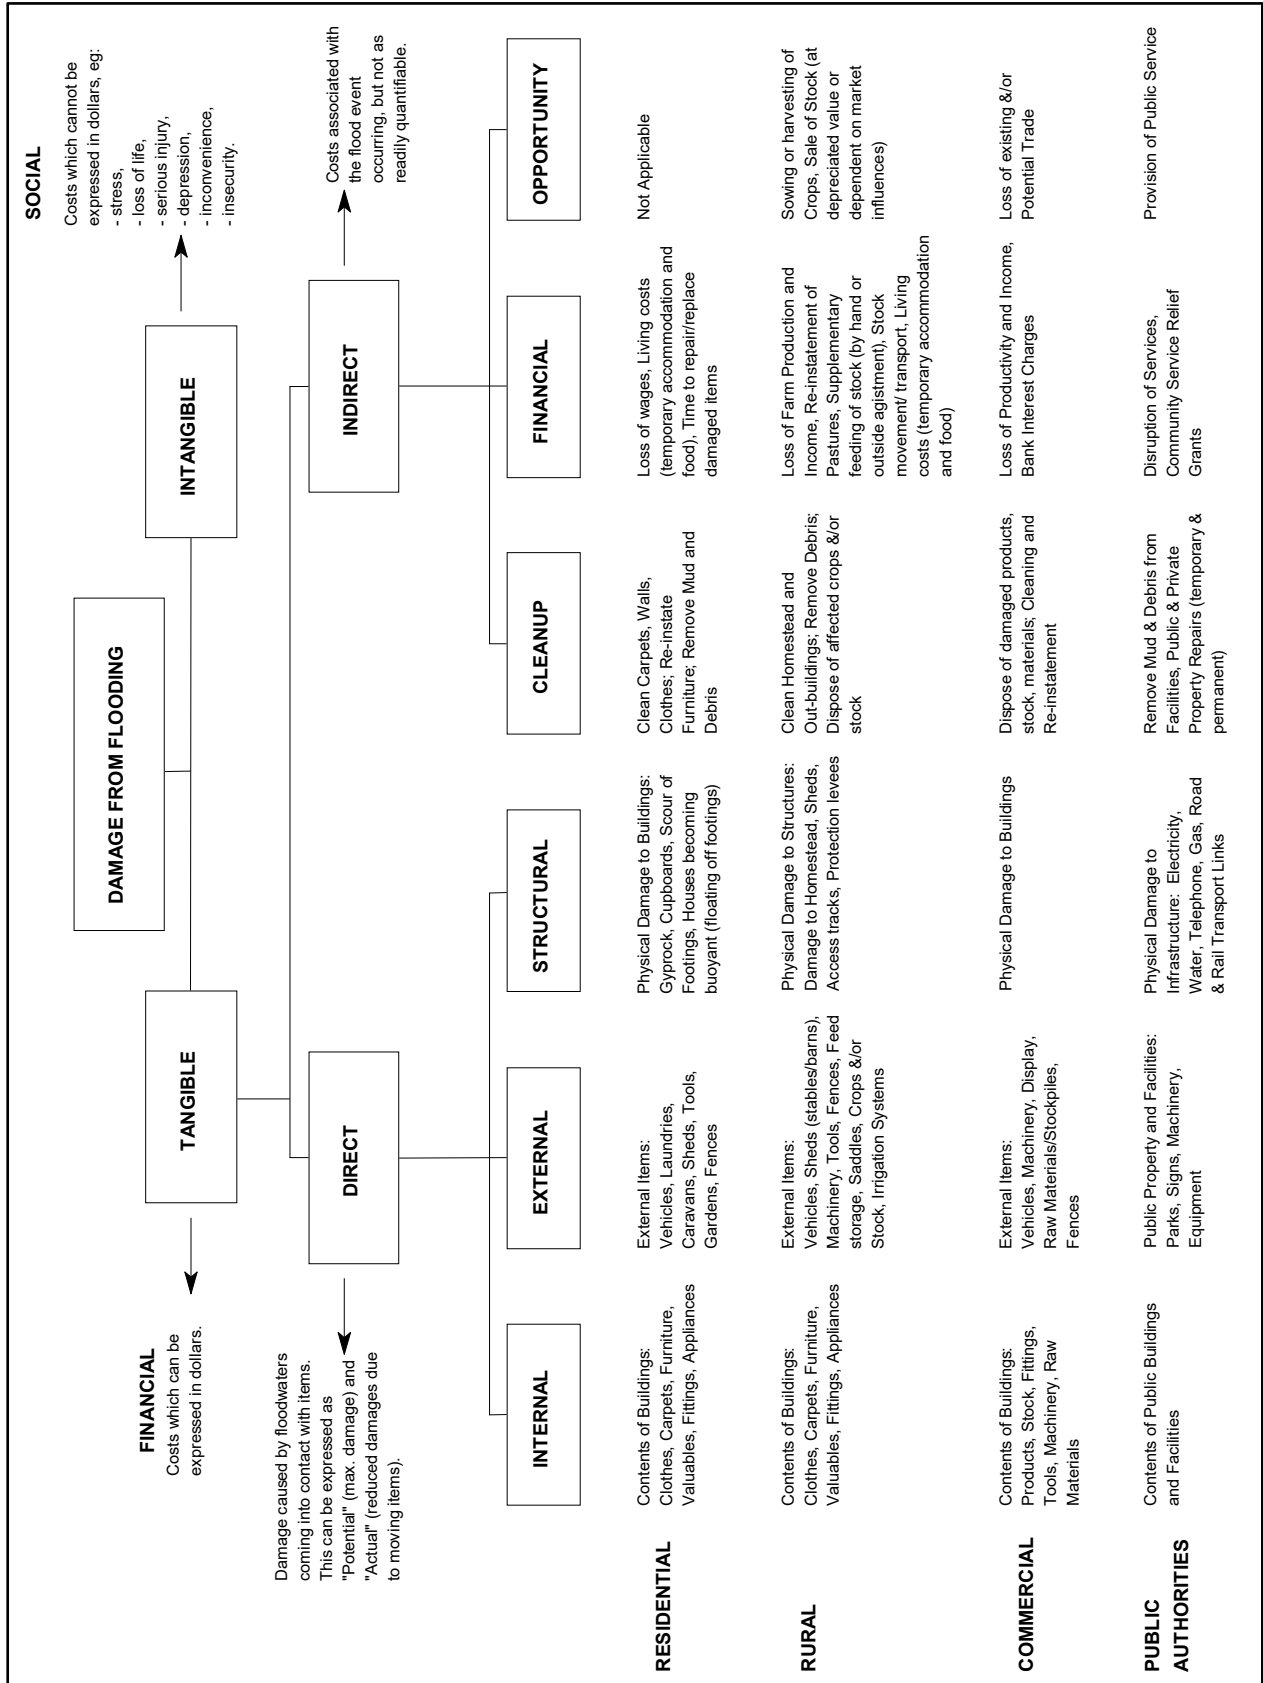 DAMAGE FROM FLOODING
FINANCIAL
Costs which can be
expressed in dollars.
TANGIBLE
INTANGIBLE
SOCIAL
Costs which cannot be
expressed in dollars, eg:
- stress,
- loss of life,
- serious injury,
- depression,
- inconvenience,
- insecurity.
Damage caused by floodwaters
coming into contact with items.
This can be expressed as
"Potential" (max. damage) and
"Actual" (reduced damages due
to moving items).
DIRECT
INDIRECT
Costs associated with
the flood event
occurring, but not as
readily quantifiable.
INTERNAL
EXTERNAL
STRUCTURAL
CLEANUP
FINANCIAL
OPPORTUNITY
RESIDENTIAL
Contents of Buildings:
Clothes, Carpets, Furniture,
Valuables, Fittings, Appliances
External Items:
Vehicles, Laundries,
Caravans, Sheds, Tools,
Gardens, Fences
Physical Damage to Buildings:
Gyprock, Cupboards, Scour of
Footings, Houses becoming
buoyant (floating off footings)
Clean Carpets, Walls,
Clothes; Re-instate
Furniture; Remove Mud and
Debris
Loss of wages, Living costs
(temporary accommodation and
food), Time to repair/replace
damaged items
Not Applicable
RURAL
Contents of Buildings:
Clothes, Carpets, Furniture,
Valuables, Fittings, Appliances
External Items:
Vehicles, Sheds (stables/barns),
Machinery, Tools, Fences, Feed
storage, Saddles, Crops &/or
Stock, Irrigation Systems
Physical Damage to Structures:
Damage to Homestead, Sheds,
Access tracks, Protection levees
Clean Homestead and
Out-buildings; Remove Debris;
Dispose of affected crops &/or
stock
Loss of Farm Production and
Income, Re-instatement of
Pastures, Supplementary
feeding of stock (by hand or
outside agistment), Stock
movement/ transport, Living
costs (temporary accommodation
and food)
Sowing or harvesting of
Crops, Sale of Stock (at
depreciated value or
dependent on market
influences)
COMMERCIAL
Contents of Buildings:
Products, Stock, Fittings,
Tools, Machinery, Raw
Materials
External Items:
Vehicles, Machinery, Display,
Raw Materials/Stockpiles,
Fences
Physical Damage to Buildings
Dispose of damaged products,
stock, materials; Cleaning and
Re-instatement
Loss of Productivity and Income,
Bank Interest Charges
Loss of existing &/or
Potential Trade
PUBLIC
AUTHORITIES
Contents of Public Buildings
and Facilities
Public Property and Facilities:
Parks, Signs, Machinery,
Equipment
Physical Damage to
Infrastructure: Electricity,
Water, Telephone, Gas, Road
& Rail Transport Links
Remove Mud & Debris from
Facilities, Public & Private
Property Repairs (temporary &
permanent)
Disruption of Services,
Community Service Relief
Grants
Provision of Public Service